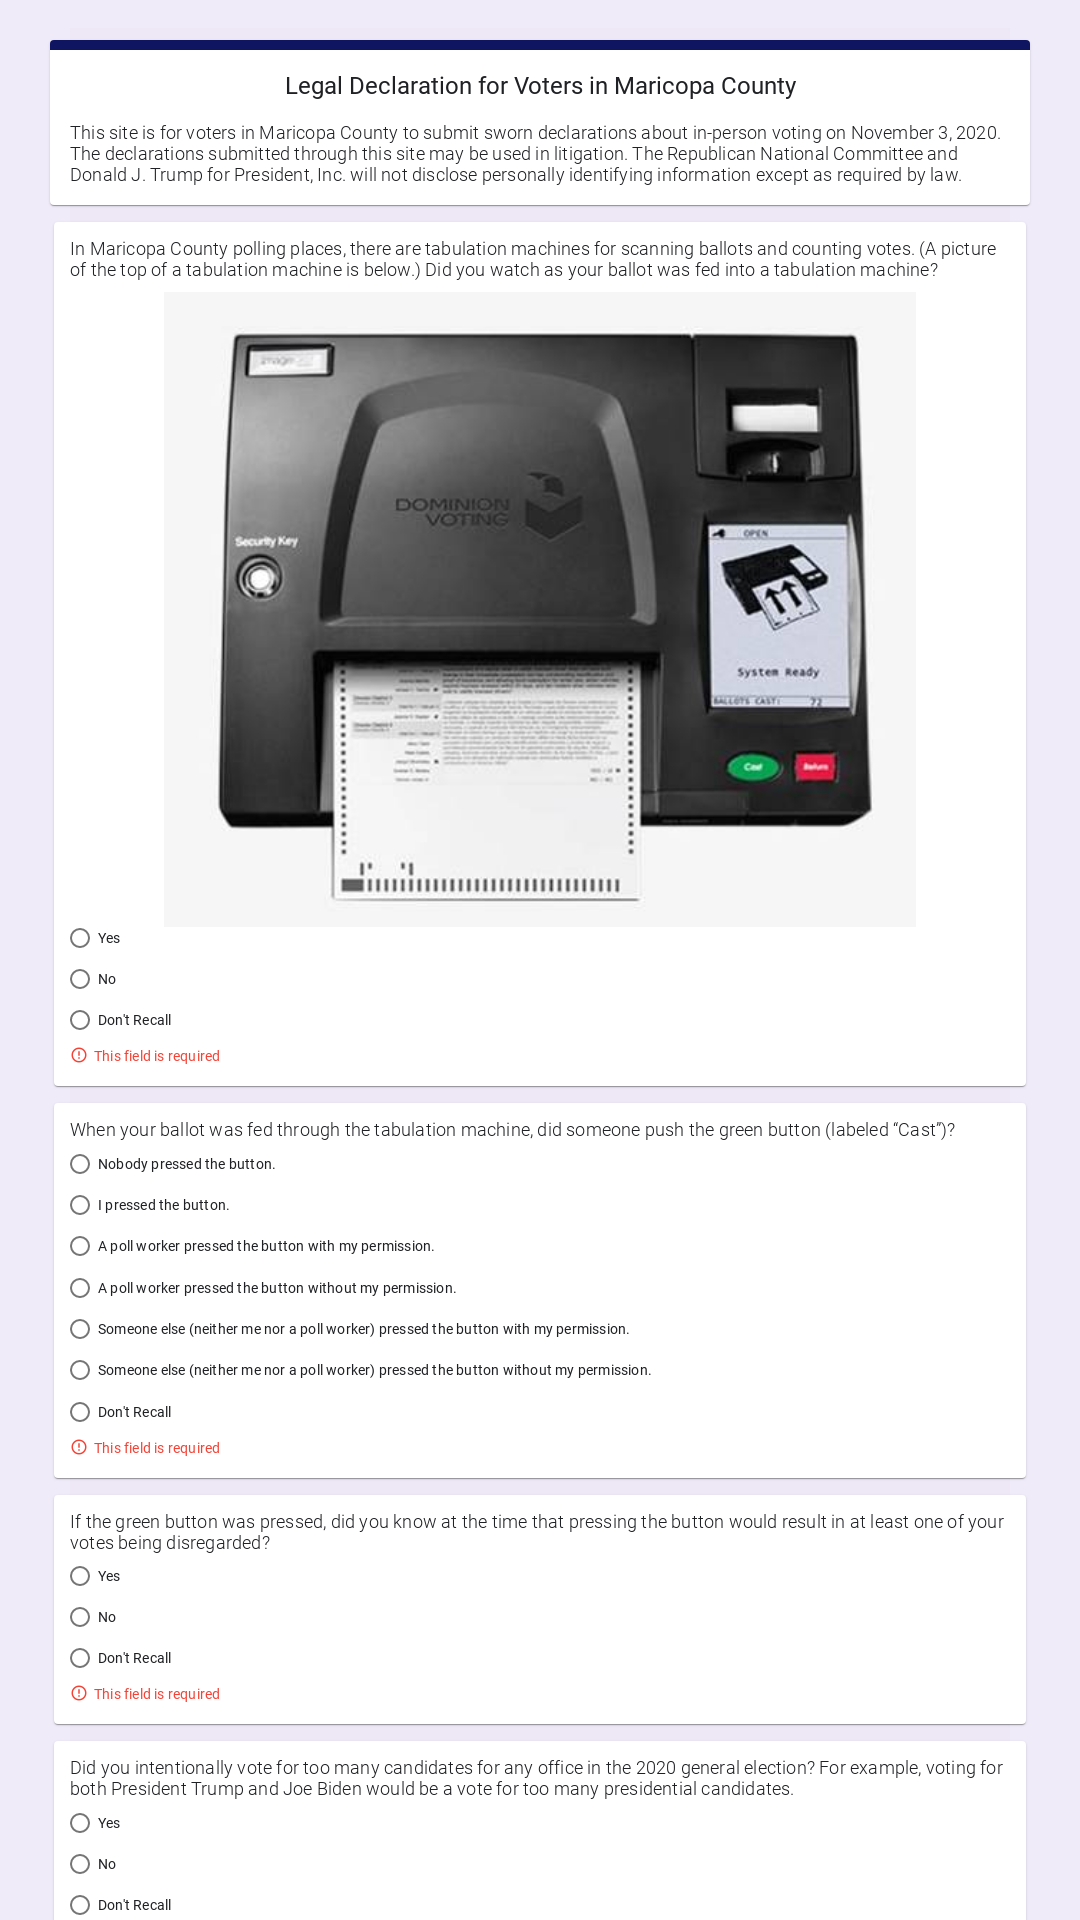 Legal Declaration for Voters in Maricopa County
This site is for voters in Maricopa County to submit sworn declarations about in-person voting on November 3, 2020.
The declarations submitted through this site may be used in litigation. The Republican National Committee and
Donald J. Trump for President, Inc. will not disclose personally identifying information except as required by law.
In Maricopa County polling places, there are tabulation machines for scanning ballots and counting votes. (A picture
of the top of a tabulation machine is below.) Did you watch as your ballot was fed into a tabulation machine?
image
DOMINION
VOTING
Security Key
OPEN
System Ready
BALLOTS CAST: 72
Cast
Return
Yes
No
Don't Recall
This field is required
When your ballot was fed through the tabulation machine, did someone push the green button (labeled “Cast”)?
Nobody pressed the button.
I pressed the button.
A poll worker pressed the button with my permission.
A poll worker pressed the button without my permission.
Someone else (neither me nor a poll worker) pressed the button with my permission.
Someone else (neither me nor a poll worker) pressed the button without my permission.
Don't Recall
This field is required
If the green button was pressed, did you know at the time that pressing the button would result in at least one of your
votes being disregarded?
Yes
No
Don't Recall
This field is required
Did you intentionally vote for too many candidates for any office in the 2020 general election? For example, voting for
both President Trump and Joe Biden would be a vote for too many presidential candidates.
Yes
No
Don't Recall